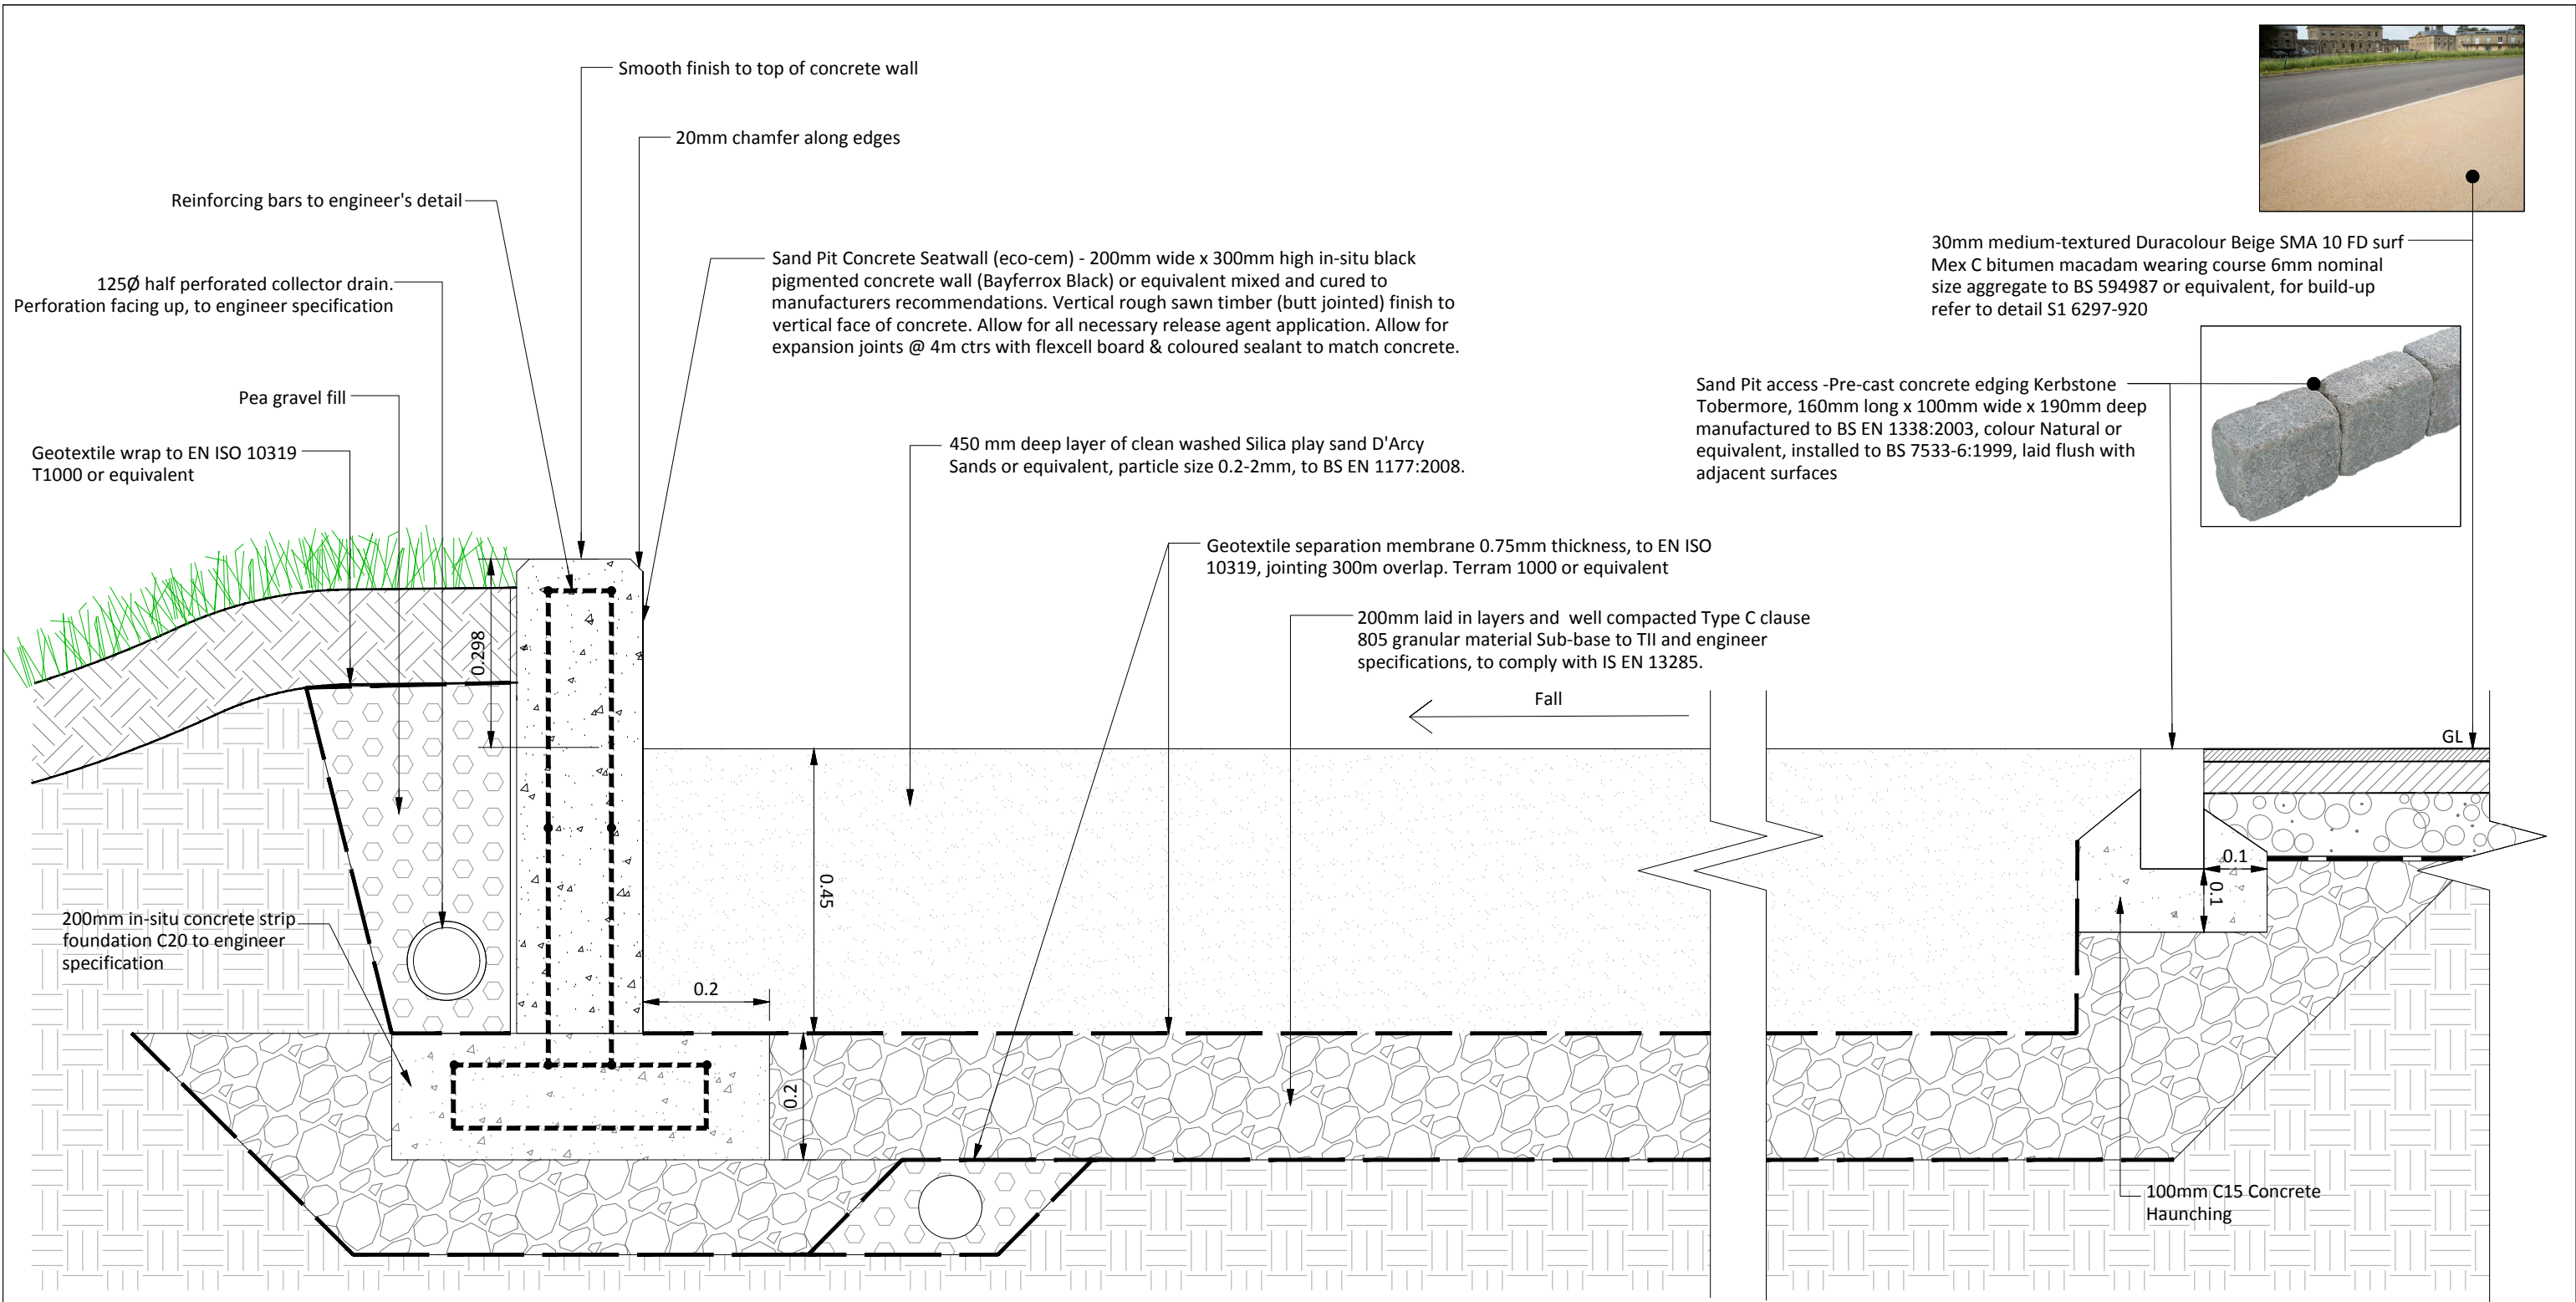 Smooth finish to top of concrete wall
20mm chamfer along edges
Reinforcing bars to engineer's detail
125Ø half perforated collector drain.
Perforation facing up, to engineer specification
Pea gravel fill
Geotextile wrap to EN ISO 10319
T1000 or equivalent
Sand Pit Concrete Seatwall (eco-cem) - 200mm wide x 300mm high in-situ black
pigmented concrete wall (Bayferrox Black) or equivalent mixed and cured to
manufacturers recommendations. Vertical rough sawn timber (butt jointed) finish to
vertical face of concrete. Allow for all necessary release agent application. Allow for
expansion joints @ 4m ctrs with flexcell board & coloured sealant to match concrete.
450 mm deep layer of clean washed Silica play sand D'Arcy
Sands or equivalent, particle size 0.2-2mm, to BS EN 1177:2008.
Geotextile separation membrane 0.75mm thickness, to EN ISO
10319, jointing 300m overlap. Terram 1000 or equivalent
200mm laid in layers and  well compacted Type C clause
805 granular material Sub-base to TII and engineer
specifications, to comply with IS EN 13285.
30mm medium-textured Duracolour Beige SMA 10 FD surf
Mex C bitumen macadam wearing course 6mm nominal
size aggregate to BS 594987 or equivalent, for build-up
refer to detail S1 6297-920
Sand Pit access -Pre-cast concrete edging Kerbstone
Tobermore, 160mm long x 100mm wide x 190mm deep
manufactured to BS EN 1338:2003, colour Natural or
equivalent, installed to BS 7533-6:1999, laid flush with
adjacent surfaces
Fall
GL
0.298
0.45
0.1
0.1
200mm in-situ concrete strip
foundation C20 to engineer
specification
0.2
0.2
100mm C15 Concrete
Haunching